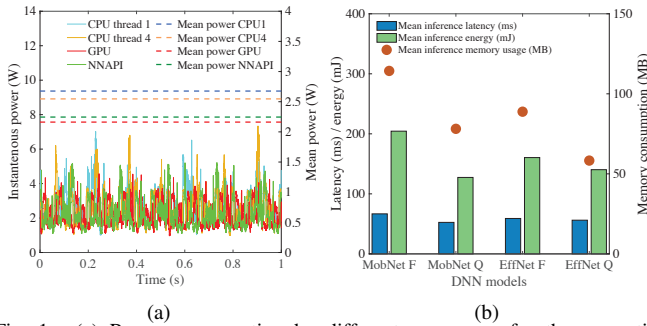 14
12
10
8
6
4
2
0
Instantenous power (W)
4
3.5
3
2.5
2
1.5
1
0.5
0
Mean power (W)
CPU thread 1
CPU thread 4
GPU
NNAPI
Mean power CPU1
Mean power CPU4
Mean power GPU
Mean power NNAPI
0 0.2 0.4 0.6 0.8 1
Time (s)
(a)
400
300
200
100
0
Latency (ms) / energy (mJ)
150
100
50
0
Memory consumption (MB)
Mean inference latency (ms)
Mean inference energy (mJ)
Mean inference memory usage (MB)
MobNet F MobNet Q EffNet F EffNet Q
DNN models
(b)